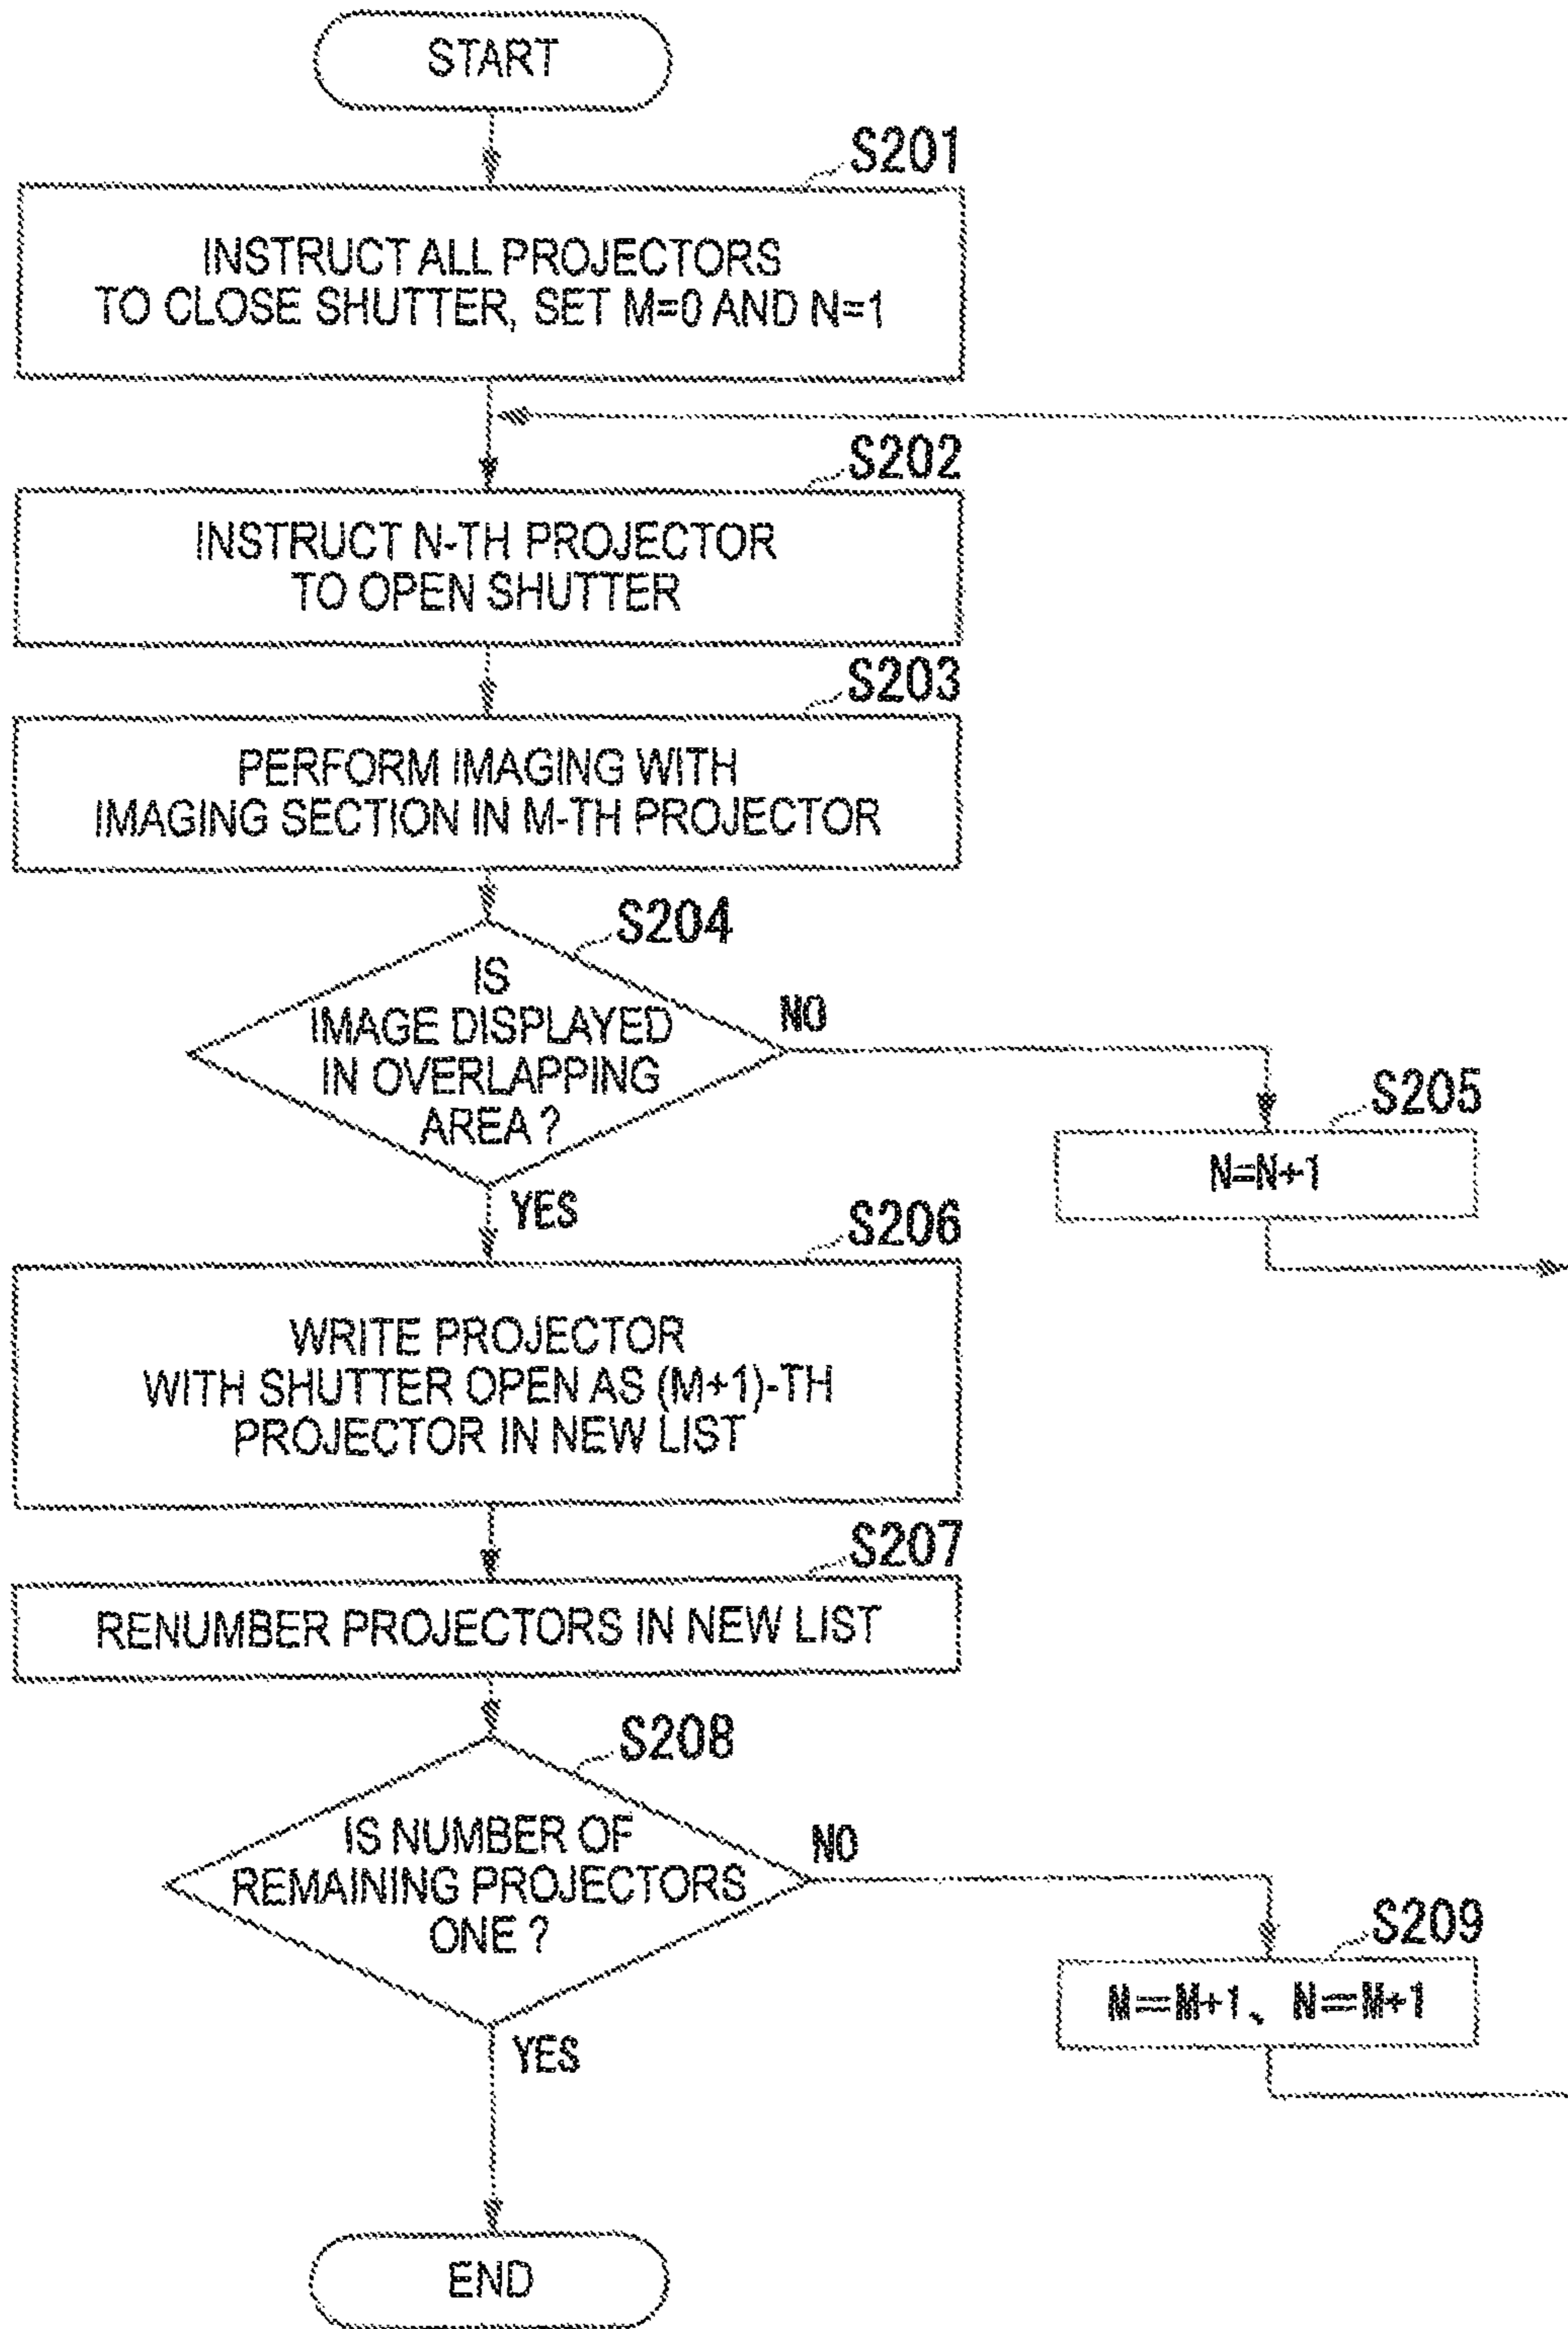 START
S201
INSTRUCT ALL PROJECTORS
TO CLOSE SHUTTER, SET M=0 AND N=1
S202
INSTRUCT N-TH PROJECTOR
TO OPEN SHUTTER
S203
PERFORM IMAGING WITH
IMAGING SECTION IN M-TH PROJECTOR
S204
IS
IMAGE DISPLAYED
IN OVERLAPPING
AREA ?
NO
S205
N=N+1
YES
S206
WRITE PROJECTOR
WITH SHUTTER OPEN AS (M+1)-TH
PROJECTOR IN NEW LIST
S207
RENUMBER PROJECTORS IN NEW LIST
S208
IS NUMBER OF
REMAINING PROJECTORS
ONE ?
NO
S209
M==M+1、N==M+1
YES
END